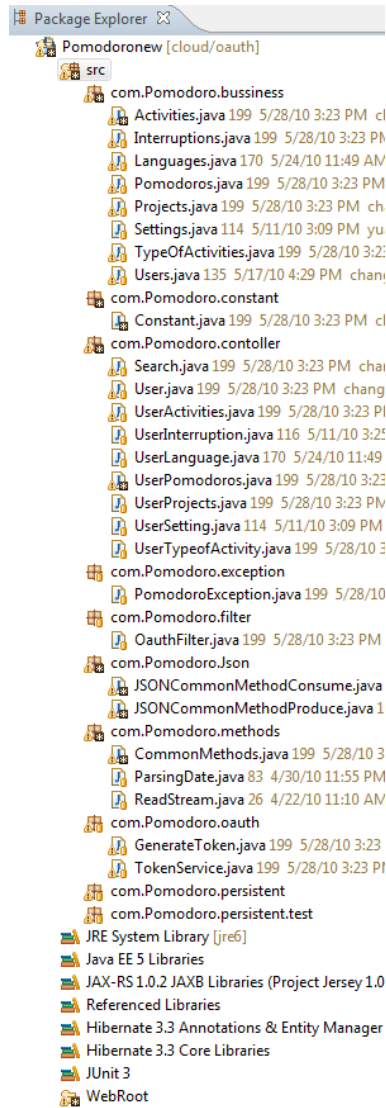 Package Explorer
Pomodoronew [cloud/oauth]
src
com.Pomodoro.bussiness
Activities.java 199 5/28/10 3:23 PM
Interruptions.java 199 5/28/10 3:23 PM
Languages.java 170 5/24/10 11:49 AM
Pomodoros.java 199 5/28/10 3:23 PM
Projects.java 199 5/28/10 3:23 PM
Settings.java 114 5/11/10 3:09 PM
TypeOfActivities.java 199 5/28/10
Users.java 135 5/17/10 4:29 PM
com.Pomodoro.constant
Constant.java 199 5/28/10 3:23 PM
com.Pomodoro.contoller
Search.java 199 5/28/10 3:23 PM
User.java 199 5/28/10 3:23 PM
UserActivities.java 199 5/28/10 3:23
UserInterruption.java 116 5/11/10
UserLanguage.java 170 5/24/10 11:49
UserPomodoros.java 199 5/28/10 3:23
UserProjects.java 199 5/28/10 3:23 PM
UserSetting.java 114 5/11/10 3:09 PM
UserTypeofActivity.java 199 5/28/10
com.Pomodoro.exception
PomodoroException.java 199 5/28/10
com.Pomodoro.filter
OauthFilter.java 199 5/28/10 3:23 PM
com.Pomodoro.Json
JSONCommonMethodConsume.java
JSONCommonMethodProduce.java
com.Pomodoro.methods
CommonMethods.java 199 5/28/10
ParsingDate.java 83 4/30/10 11:55 PM
ReadStream.java 26 4/22/10 11:10 AM
com.Pomodoro.oauth
GenerateToken.java 199 5/28/10 3:23
TokenService.java 199 5/28/10 3:23
com.Pomodoro.persistent
com.Pomodoro.persistent.test
JRE System Library [jre6]
Java EE 5 Libraries
JAX-RS 1.0.2 JAXB Libraries (Project Jersey 1.0
Referenced Libraries
Hibernate 3.3 Annotations & Entity Manager
Hibernate 3.3 Core Libraries
JUnit 3
WebRoot